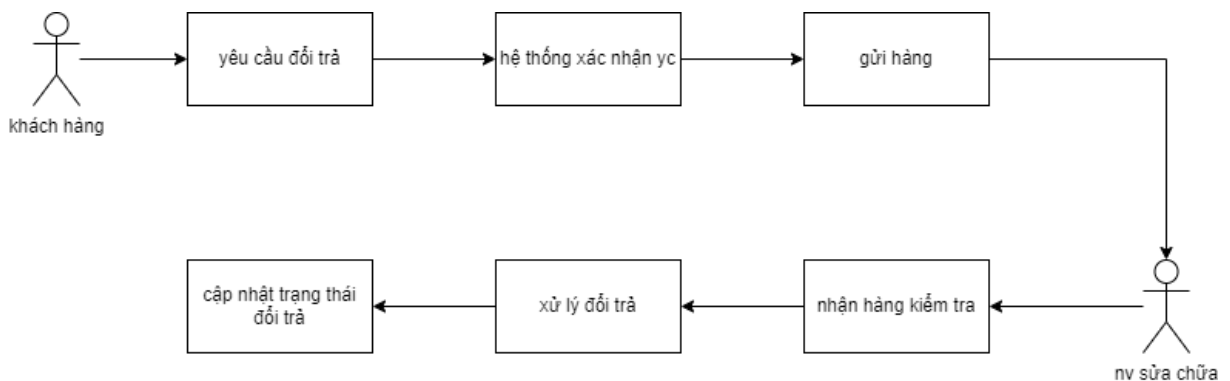 yêu cầu đổi trả
hệ thống xác nhận yc
gửi hàng
khách hàng
cập nhật trạng thái
đổi trả
xử lý đổi trả
nhận hàng kiểm tra
nv sửa chữa